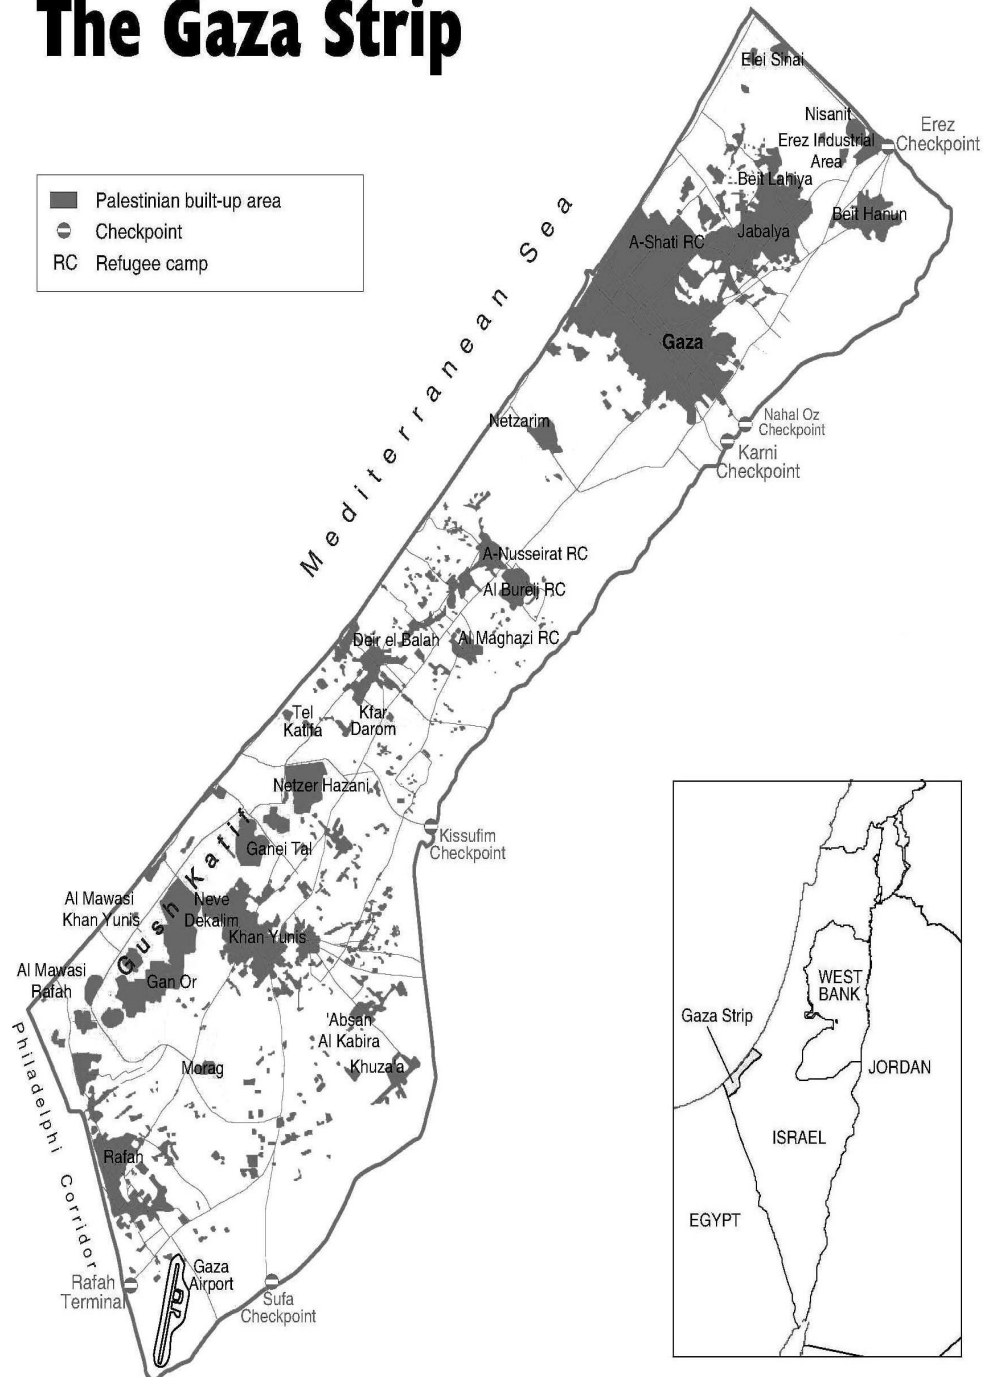 The Gaza Strip
Palestinian built-up area
Checkpoint
RC Refugee camp
Mediterranean Sea
Elei Sinai
Nisanit
Erez
Checkpoint
Erez Industrial
Area
Beit Lahiya
Beit Hanun
A-Shati RC
Jabalya
Gaza
Netzarim
Nahal Oz
Checkpoint
Karni
Checkpoint
A-Nusseirat RC
Al Bureij RC
Deir el Balah
Al Maghazi RC
Tel
Katifa
Kfar
Darom
Netzer Hazani
Kissufim
Checkpoint
Ganei Tal
Gush Katif
Al Mawasi
Khan Yunis
Neve
Dekalim
Khan Yunis
Al Mawasi
Rafah
Gan Or
'Absan
Al Kabira
Morag
Khuza'a
Philadelphi Corridor
Rafah
Rafah
Terminal
Gaza
Airport
Sufa
Checkpoint
WEST
BANK
Gaza Strip
JORDAN
ISRAEL
EGYPT